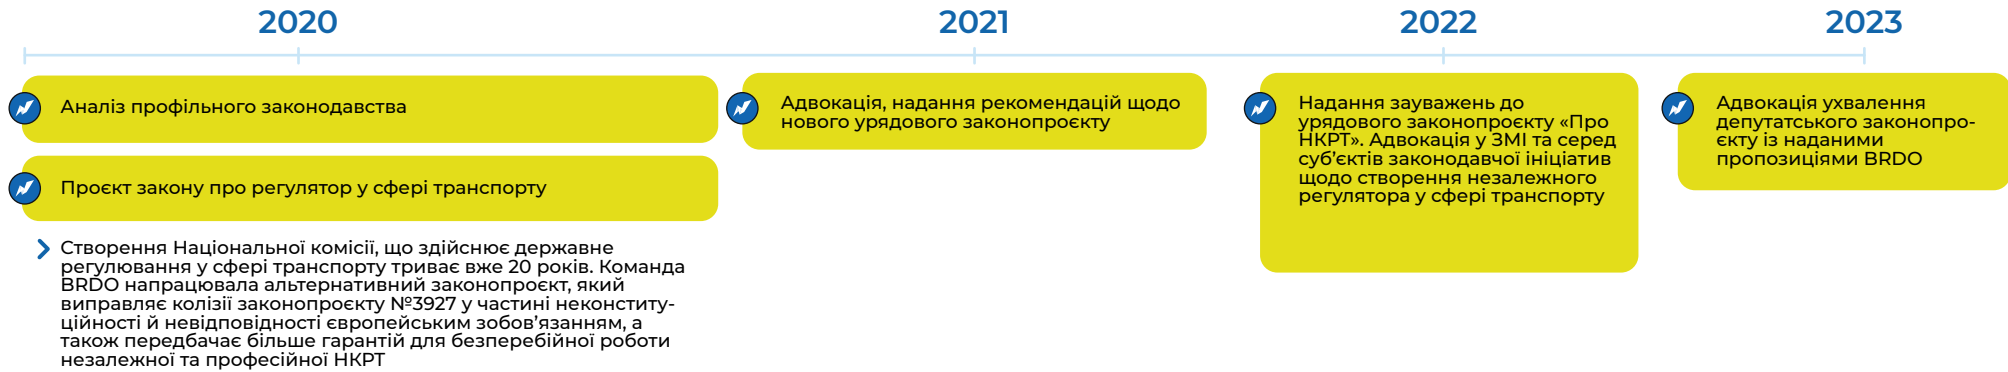 2020
2021
2022
2023
Аналіз профільного законодавства
Проєкт закону про регулятор у сфері транспорту
Створення Національної комісії, що здійснює державне
регулювання у сфері транспорту триває вже 20 років. Команда
BRDO напрацювала альтернативний законопроєкт, який
виправляє колізії законопроєкту №3927 у частині неконститу-
ційності й невідповідності європейським зобов’язанням, а
також передбачає більше гарантій для безперебійної роботи
незалежної та професійної НКРТ
Адвокація, надання рекомендацій щодо
нового урядового законопроєкту
Надання зауважень до
урядового законопроєкту «Про
НКРТ». Адвокація у ЗМІ та серед
суб’єктів законодавчої ініціатив
щодо створення незалежного
регулятора у сфері транспорту
Адвокація ухвалення
депутатського законопро-
єкту із наданими
пропозиціями BRDO